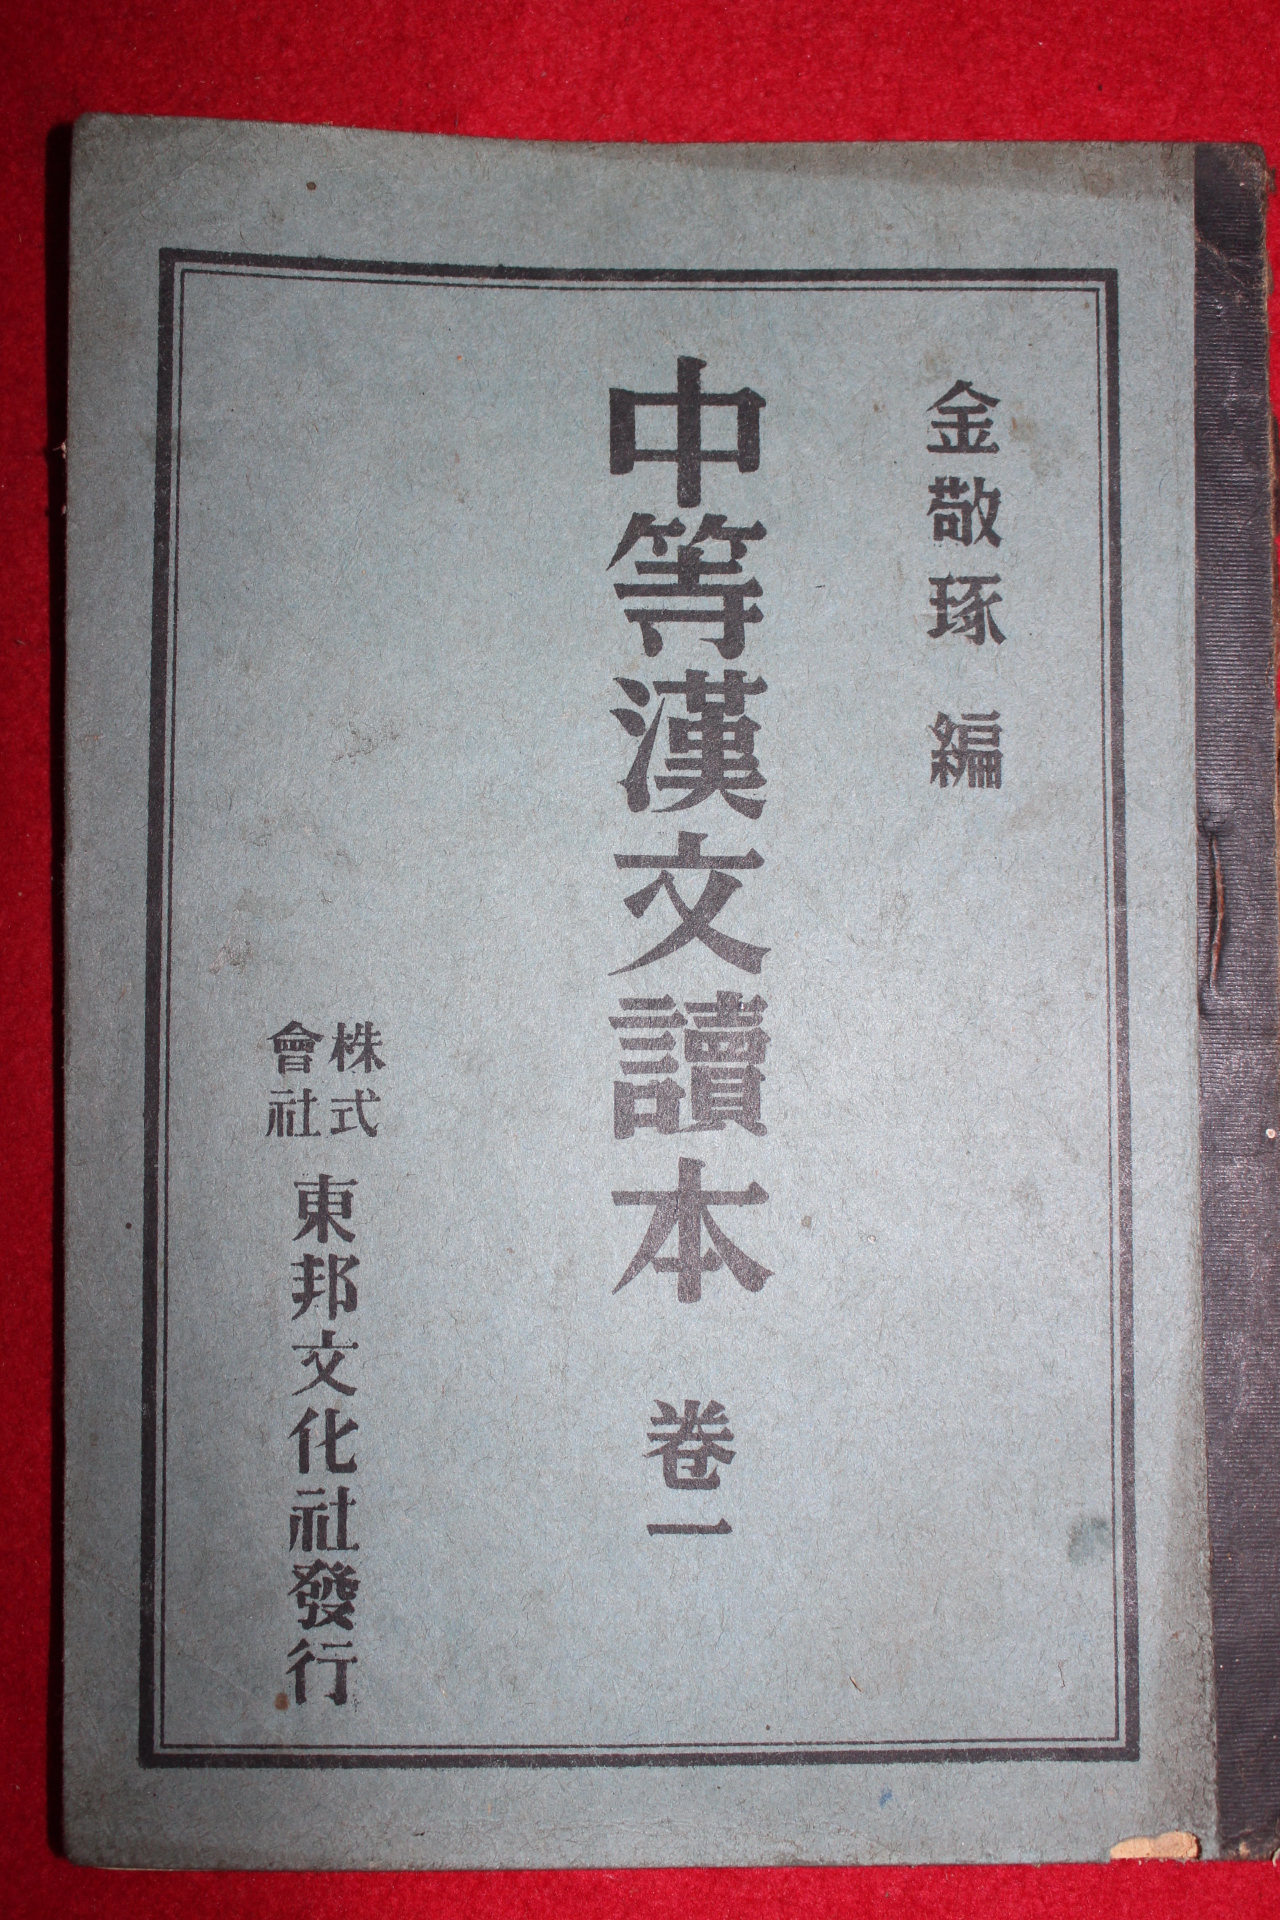 金敬琢 編
中等漢文讀本 卷一
株式會社 東邦文化社發行